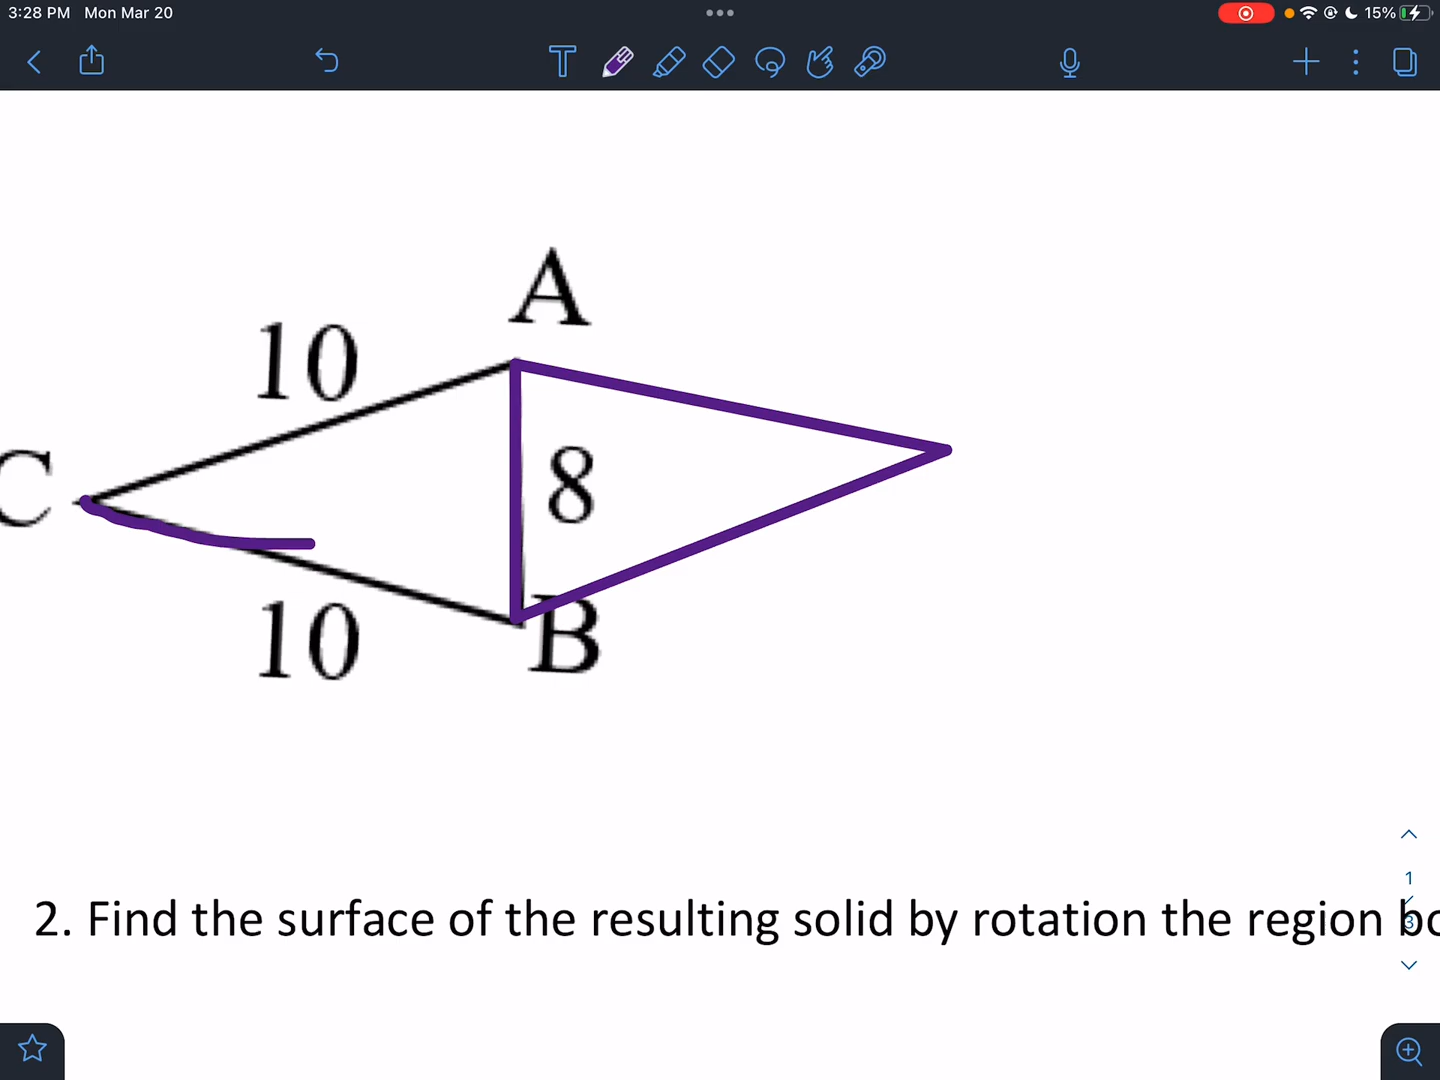 3:28 PM Mon Mar 20
15%
A
10
C
8
10
B
1
3
2. Find the surface of the resulting solid by rotation the region